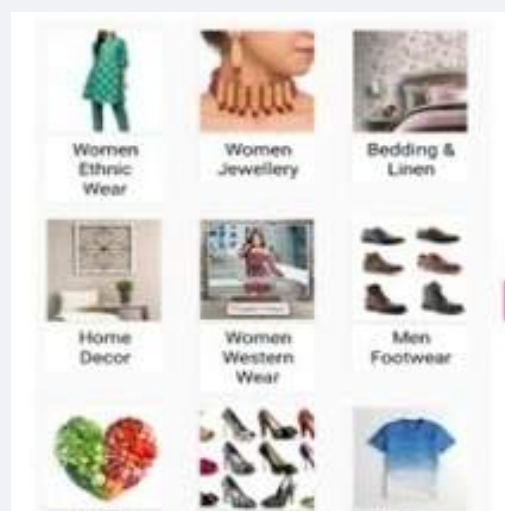 Women
Ethnic
Wear
Women
Jewellery
Bedding &
Linen
Home
Decor
Women
Western
Wear
Men
Footwear